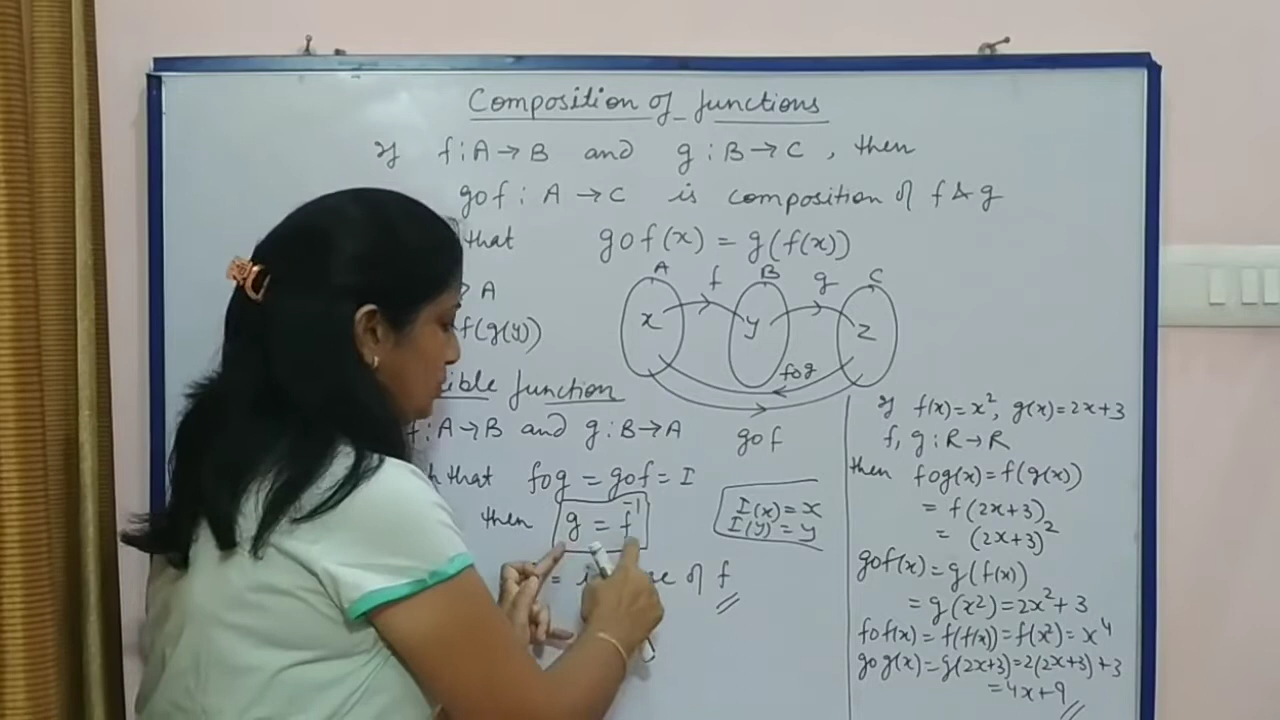 Composition of functions
If f : A → B and g : B → C , then
gof : A → C is composition of f & g
that gof(x) = g(f(x))
A
f(g(y))
A f B g C
x y z
fog
gof
ible function
f : A → B and g : B → A
that fog = gof = I
then g = f⁻¹
= of f
I(x) = x
I(y) = y
If f(x) = x², g(x) = 2x+3
f, g : R → R
then fog(x) = f(g(x))
= f(2x+3)
= (2x+3)²
gof(x) = g(f(x))
= g(x²) = 2x²+3
fof(x) = f(f(x)) = f(x²) = x⁴
gog(x) = g(2x+3) = 2(2x+3)+3
= 4x+9